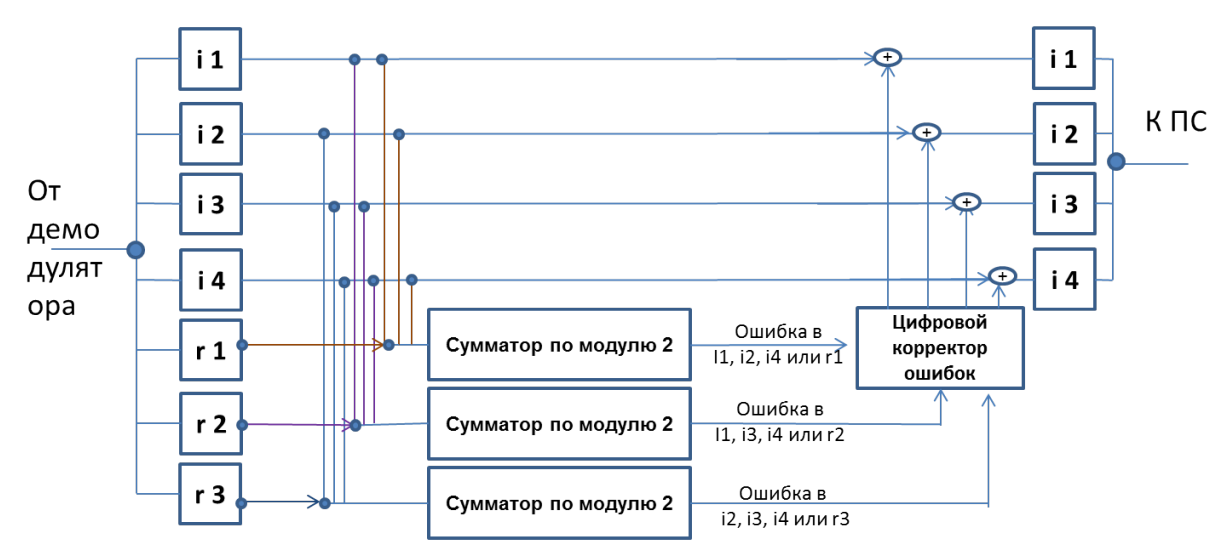 От
демо
дулят
ора
i 1
i 2
i 3
i 4
r 1
r 2
r 3
Сумматор по модулю 2
Сумматор по модулю 2
Сумматор по модулю 2
Ошибка в
I1, i2, i4 или r1
Ошибка в
I1, i3, i4 или r2
Ошибка в
i2, i3, i4 или r3
Цифровой
корректор
ошибок
+
+
+
+
i 1
i 2
i 3
i 4
К ПС